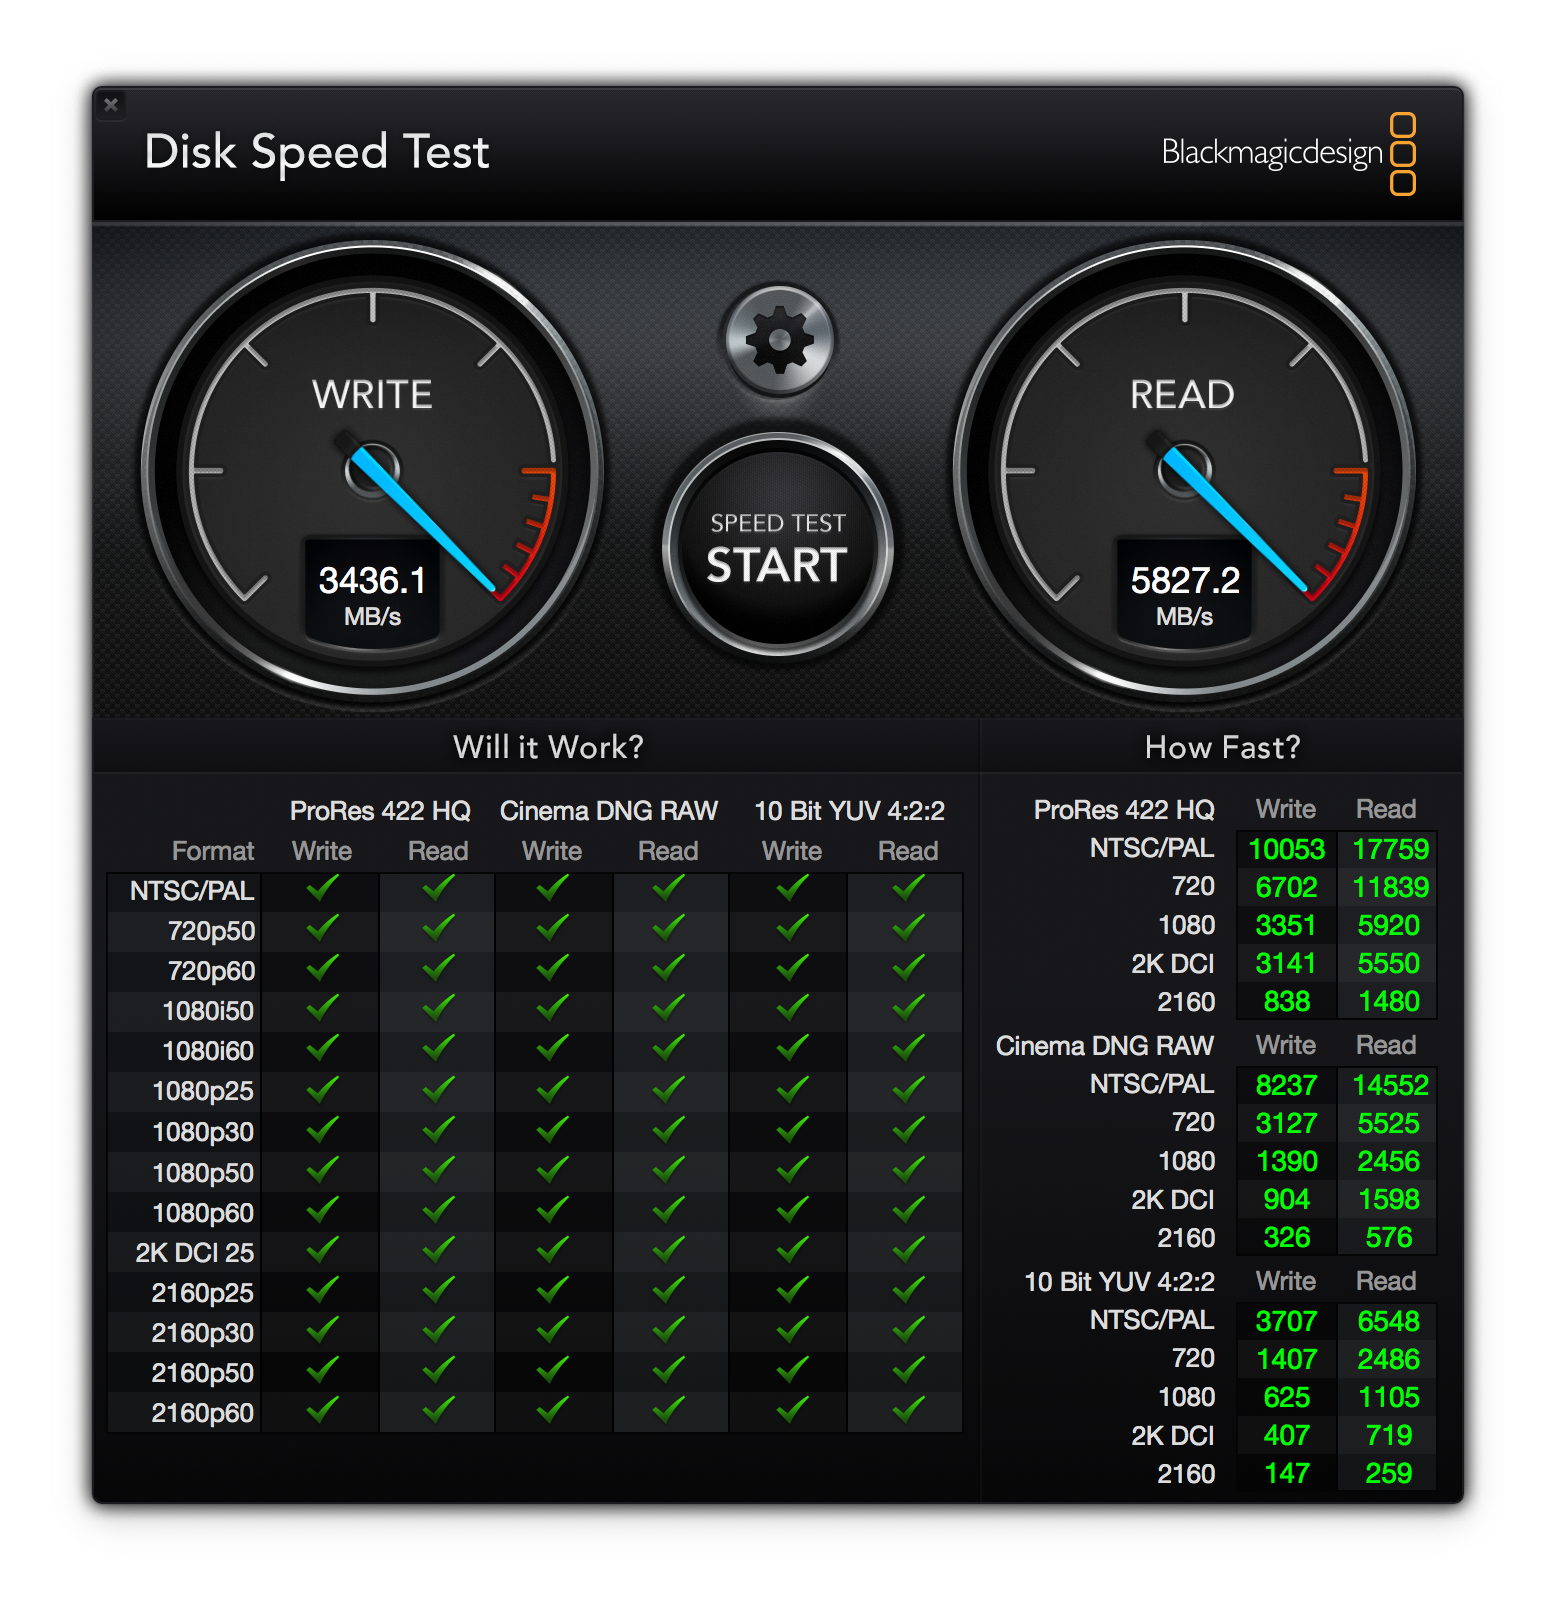 Disk Speed Test
Blackmagicdesign
WRITE
3436.1
MB/s
SPEED TEST
START
READ
5827.2
MB/s
Will it Work?
ProRes 422 HQ Cinema DNG RAW 10 Bit YUV 4:2:2
Format Write Read Write Read Write Read
NTSC/PAL
720p50
720p60
1080i50
1080i60
1080p25
1080p30
1080p50
1080p60
2K DCI 25
2160p25
2160p30
2160p50
2160p60
How Fast?
ProRes 422 HQ Write Read
NTSC/PAL 10053 17759
720 6702 11839
1080 3351 5920
2K DCI 3141 5550
2160 838 1480
Cinema DNG RAW Write Read
NTSC/PAL 8237 14552
720 3127 5525
1080 1390 2456
2K DCI 904 1598
2160 326 576
10 Bit YUV 4:2:2 Write Read
NTSC/PAL 3707 6548
720 1407 2486
1080 625 1105
2K DCI 407 719
2160 147 259